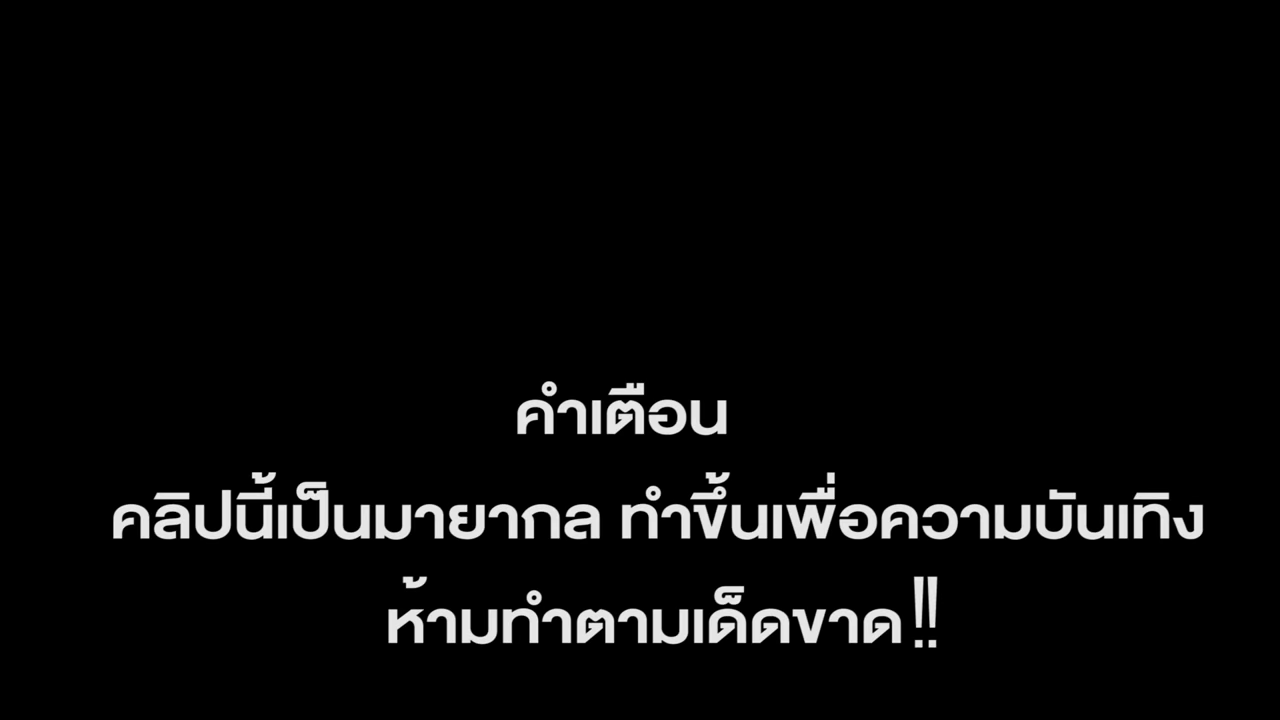 คำเตือน
คลิปนี้เป็นมายากล ทำขึ้นเพื่อความบันเทิง
ห้ามทำตามเด็ดขาด!!